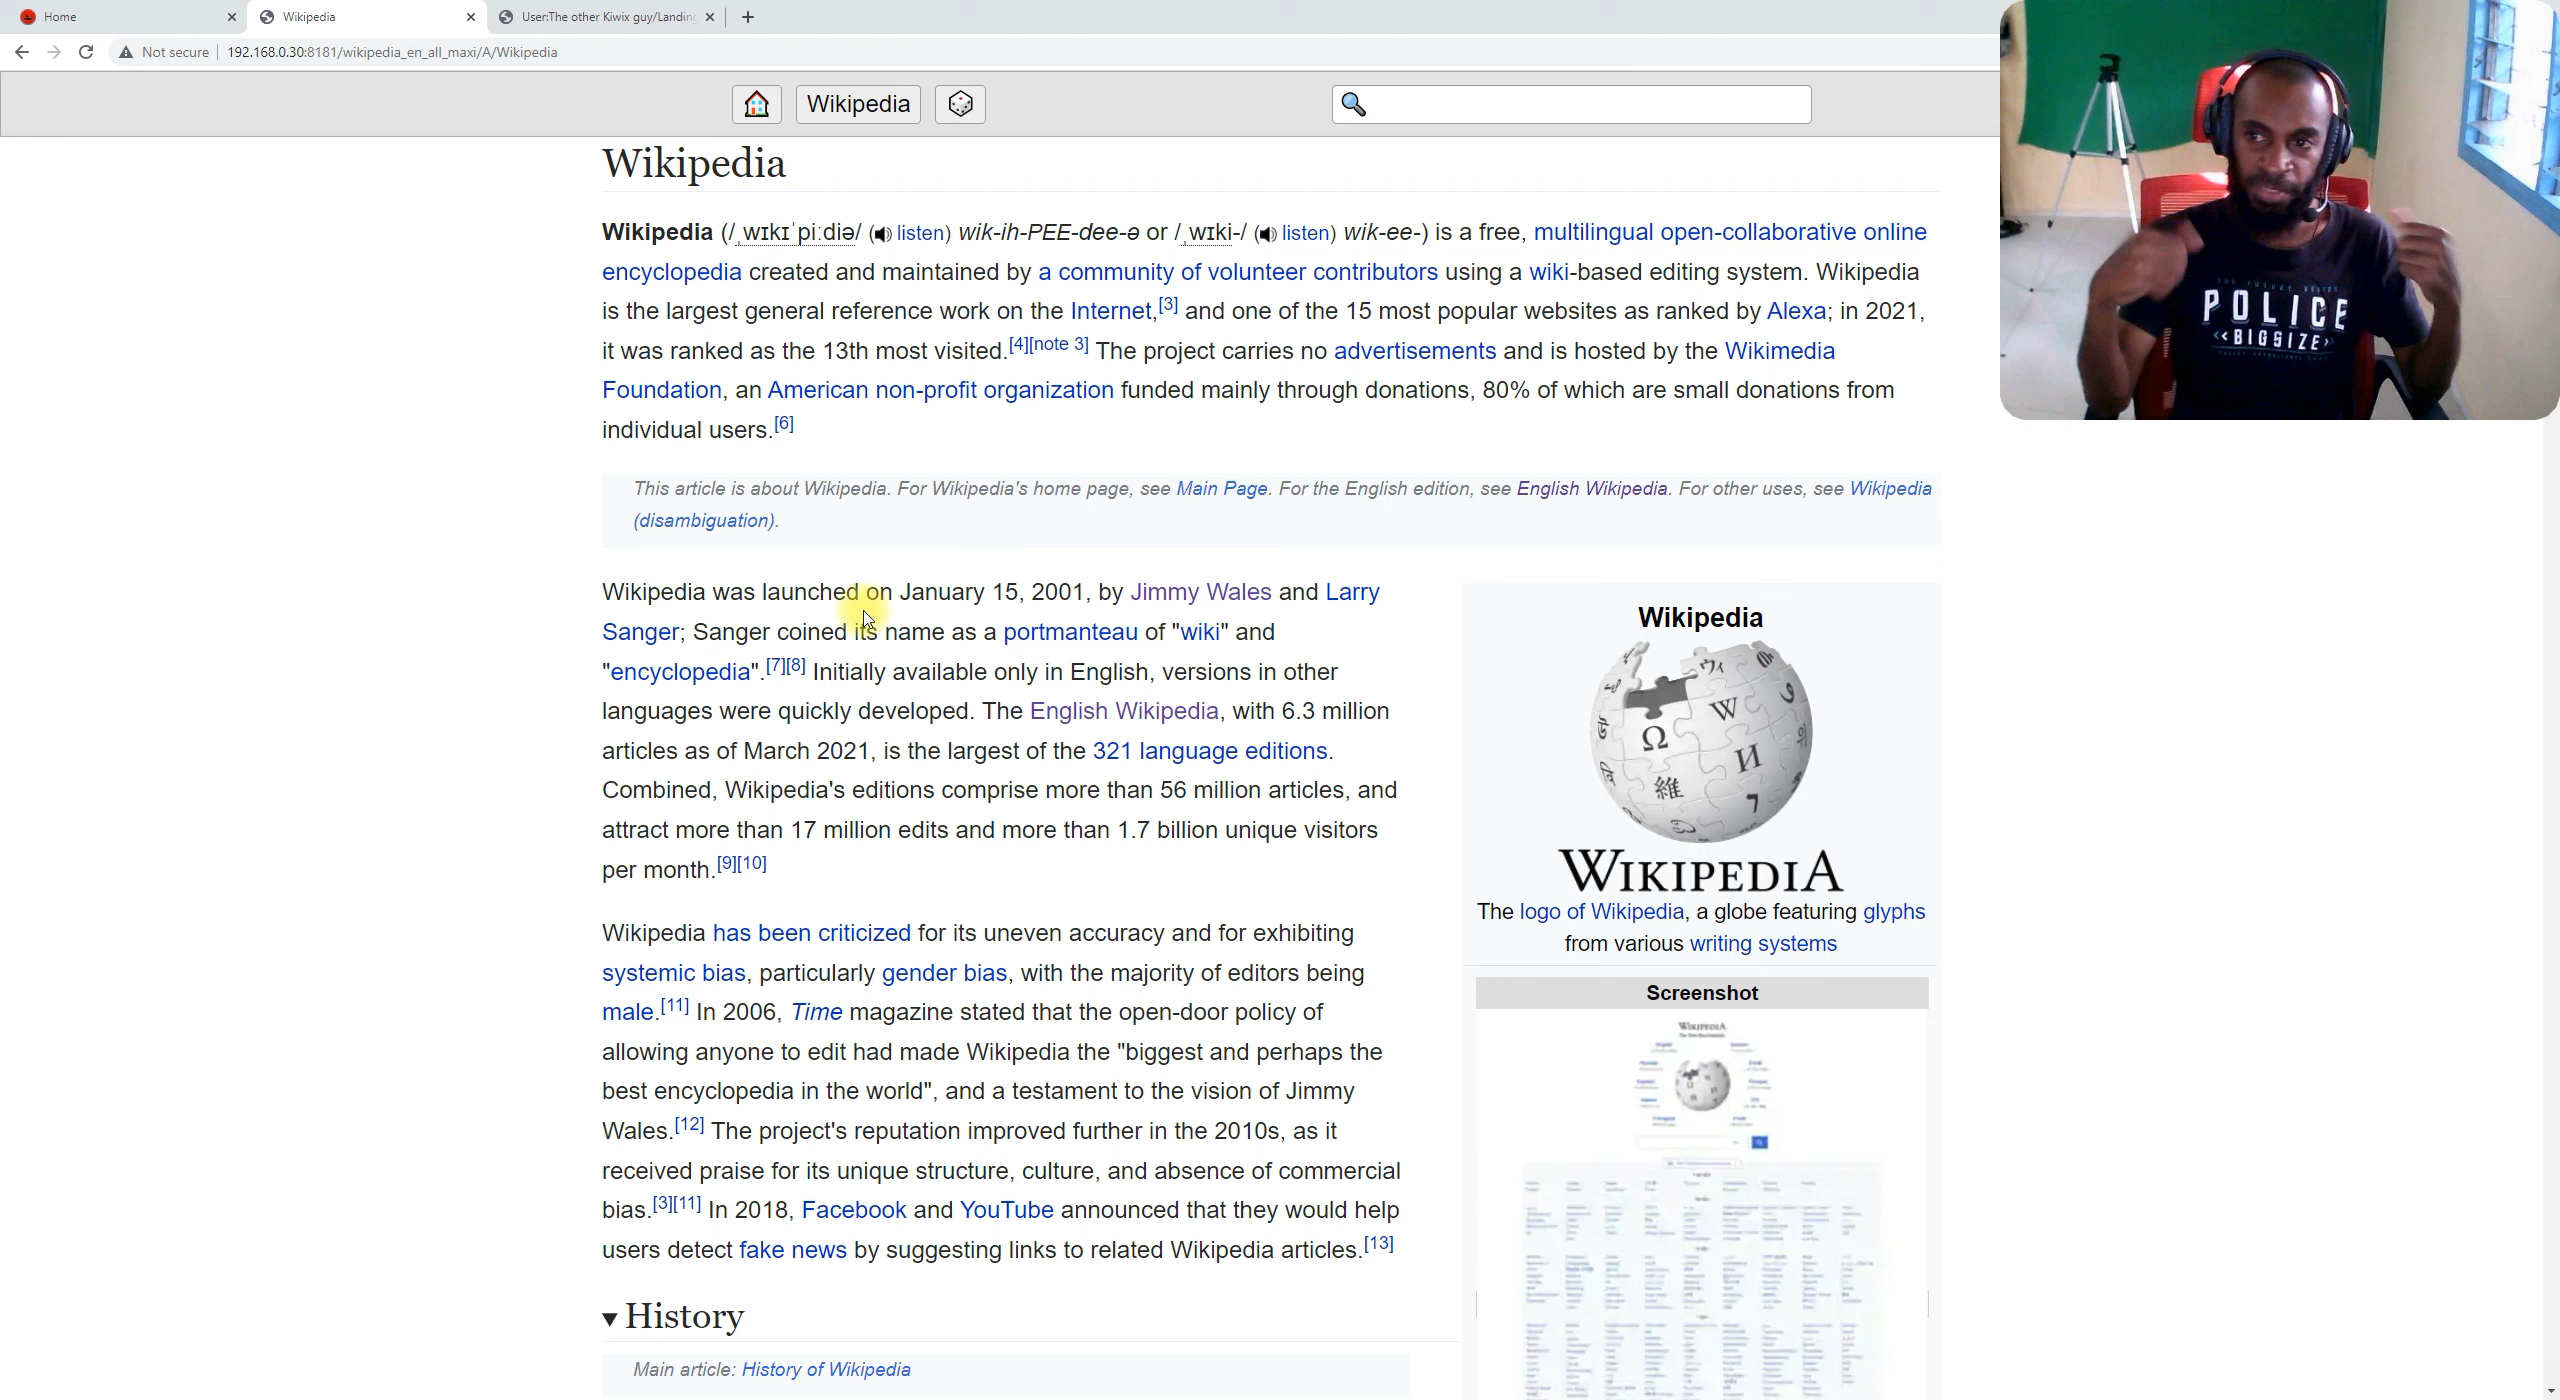 Home
Wikipedia
User:The other Kiwix guy/Landin
Not secure
192.168.0.30:8181/wikipedia_en_all_maxi/A/Wikipedia
Wikipedia
Wikipedia
Wikipedia (/ˌwɪkɪˈpiːdiə/ (listen) wik-ih-PEE-dee-ə or /ˌwɪki-/ (listen) wik-ee-) is a free, multilingual open-collaborative online
encyclopedia created and maintained by a community of volunteer contributors using a wiki-based editing system. Wikipedia
is the largest general reference work on the Internet,[3] and one of the 15 most popular websites as ranked by Alexa; in 2021,
it was ranked as the 13th most visited.[4][note 3] The project carries no advertisements and is hosted by the Wikimedia
Foundation, an American non-profit organization funded mainly through donations, 80% of which are small donations from
individual users.[6]
This article is about Wikipedia. For Wikipedia's home page, see Main Page. For the English edition, see English Wikipedia. For other uses, see Wikipedia
(disambiguation).
Wikipedia was launched on January 15, 2001, by Jimmy Wales and Larry
Sanger; Sanger coined its name as a portmanteau of "wiki" and
"encyclopedia".[7][8] Initially available only in English, versions in other
languages were quickly developed. The English Wikipedia, with 6.3 million
articles as of March 2021, is the largest of the 321 language editions.
Combined, Wikipedia's editions comprise more than 56 million articles, and
attract more than 17 million edits and more than 1.7 billion unique visitors
per month.[9][10]
Wikipedia has been criticized for its uneven accuracy and for exhibiting
systemic bias, particularly gender bias, with the majority of editors being
male.[11] In 2006, Time magazine stated that the open-door policy of
allowing anyone to edit had made Wikipedia the "biggest and perhaps the
best encyclopedia in the world", and a testament to the vision of Jimmy
Wales.[12] The project's reputation improved further in the 2010s, as it
received praise for its unique structure, culture, and absence of commercial
bias.[3][11] In 2018, Facebook and YouTube announced that they would help
users detect fake news by suggesting links to related Wikipedia articles.[13]
History
Main article: History of Wikipedia
Wikipedia
Ω W И 維
WIKIPEDIA
The logo of Wikipedia, a globe featuring glyphs
from various writing systems
Screenshot
WIKIPEDIA
POLICE
<<BIGSIZE>